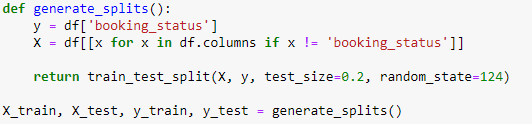 def generate_splits():
    y = df['booking_status']
    X = df[[x for x in df.columns if x != 'booking_status']]
    return train_test_split(X, y, test_size=0.2, random_state=124)
X_train, X_test, y_train, y_test = generate_splits()